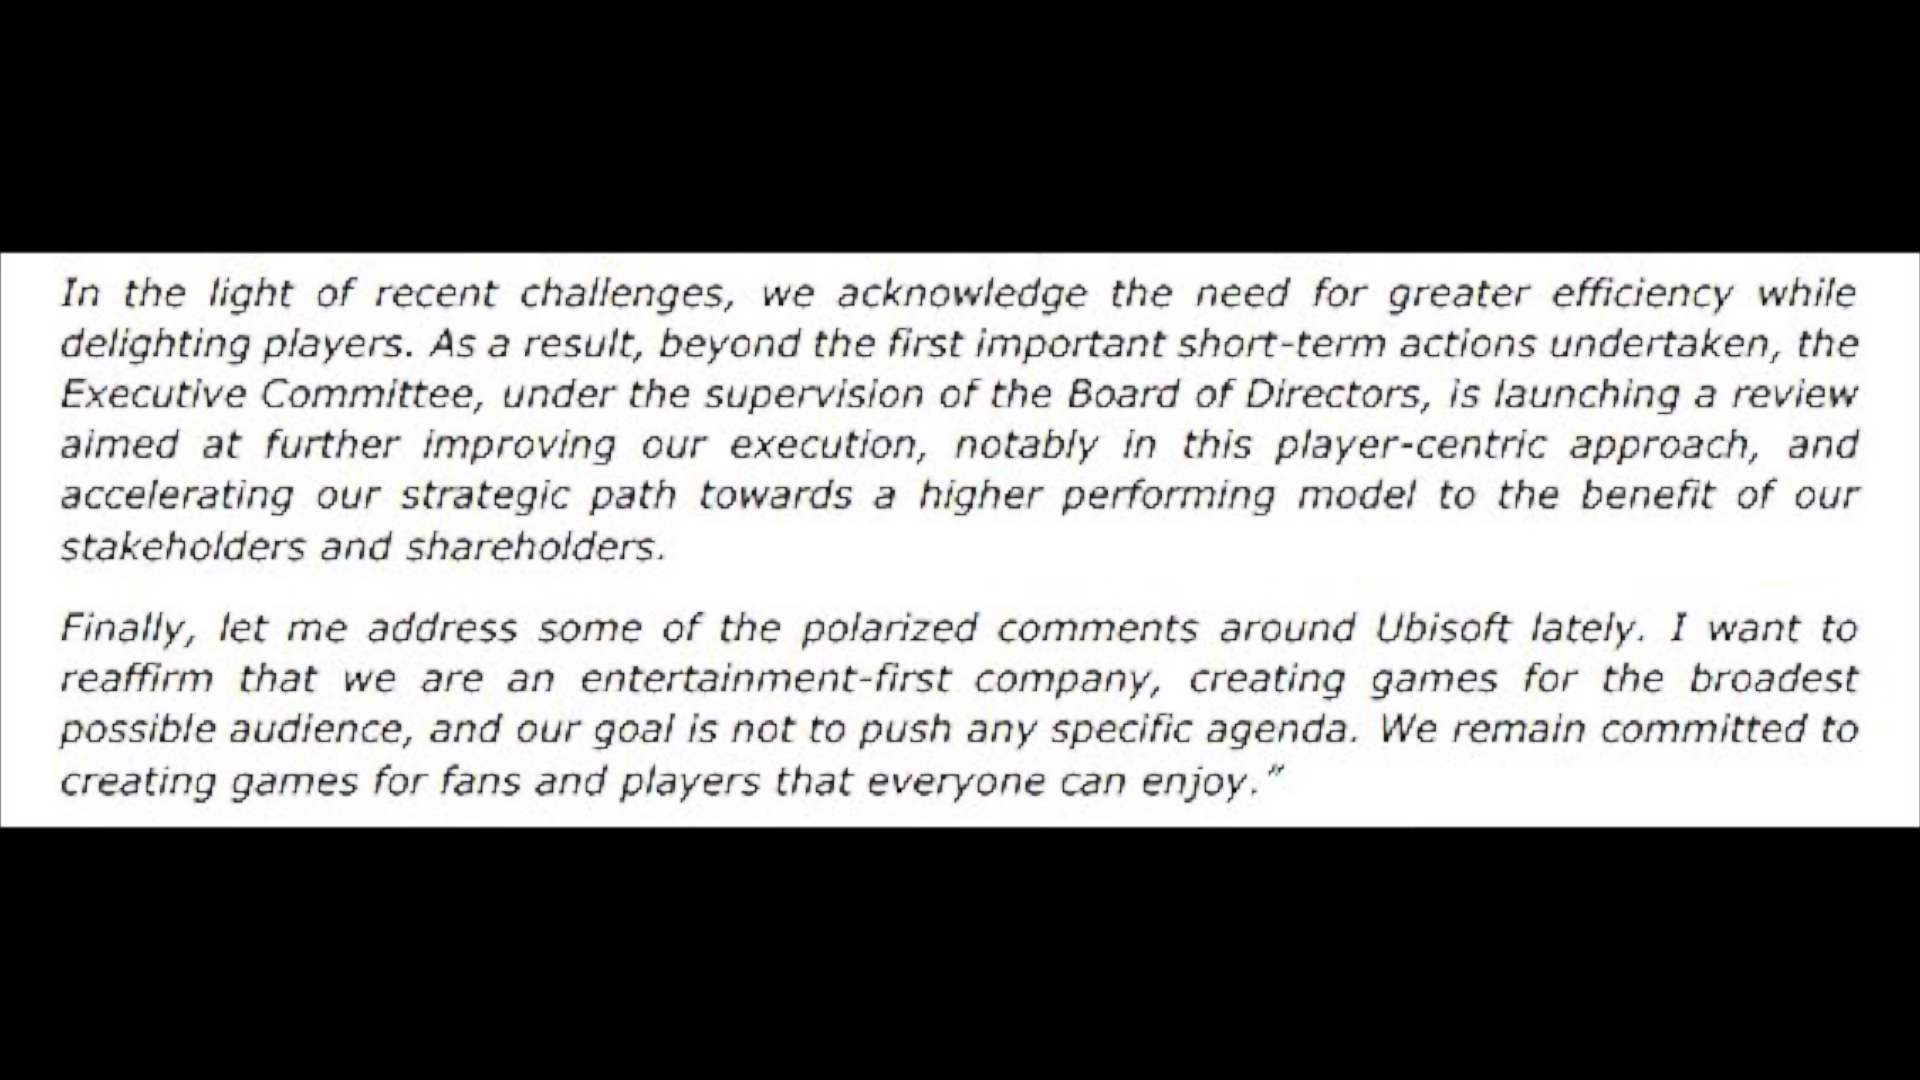 In the light of recent challenges, we acknowledge the need for greater efficiency while
delighting players. As a result, beyond the first important short-term actions undertaken, the
Executive Committee, under the supervision of the Board of Directors, is launching a review
aimed at further improving our execution, notably in this player-centric approach, and
accelerating our strategic path towards a higher performing model to the benefit of our
stakeholders and shareholders.
Finally, let me address some of the polarized comments around Ubisoft lately. I want to
reaffirm that we are an entertainment-first company, creating games for the broadest
possible audience, and our goal is not to push any specific agenda. We remain committed to
creating games for fans and players that everyone can enjoy.”